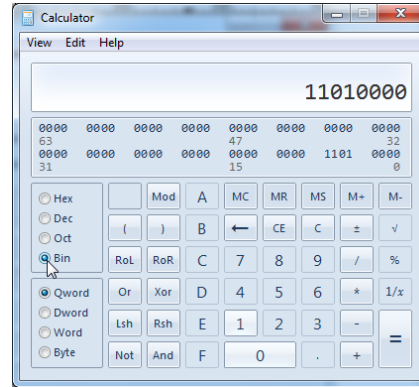 Calculator
View Edit Help
11010000
0000 0000 0000 0000 0000 0000 0000 0000
63 47 32
0000 0000 0000 0000 0000 0000 1101 0000
31 15 0
Hex Mod A MC MR MS M+ M-
Dec
Oct ( ) B ← CE C ± √
Bin RoL RoR C 7 8 9 / %
Qword Or Xor D 4 5 6 * 1/x
Dword
Word Lsh Rsh E 1 2 3 - =
Byte Not And F 0 . +